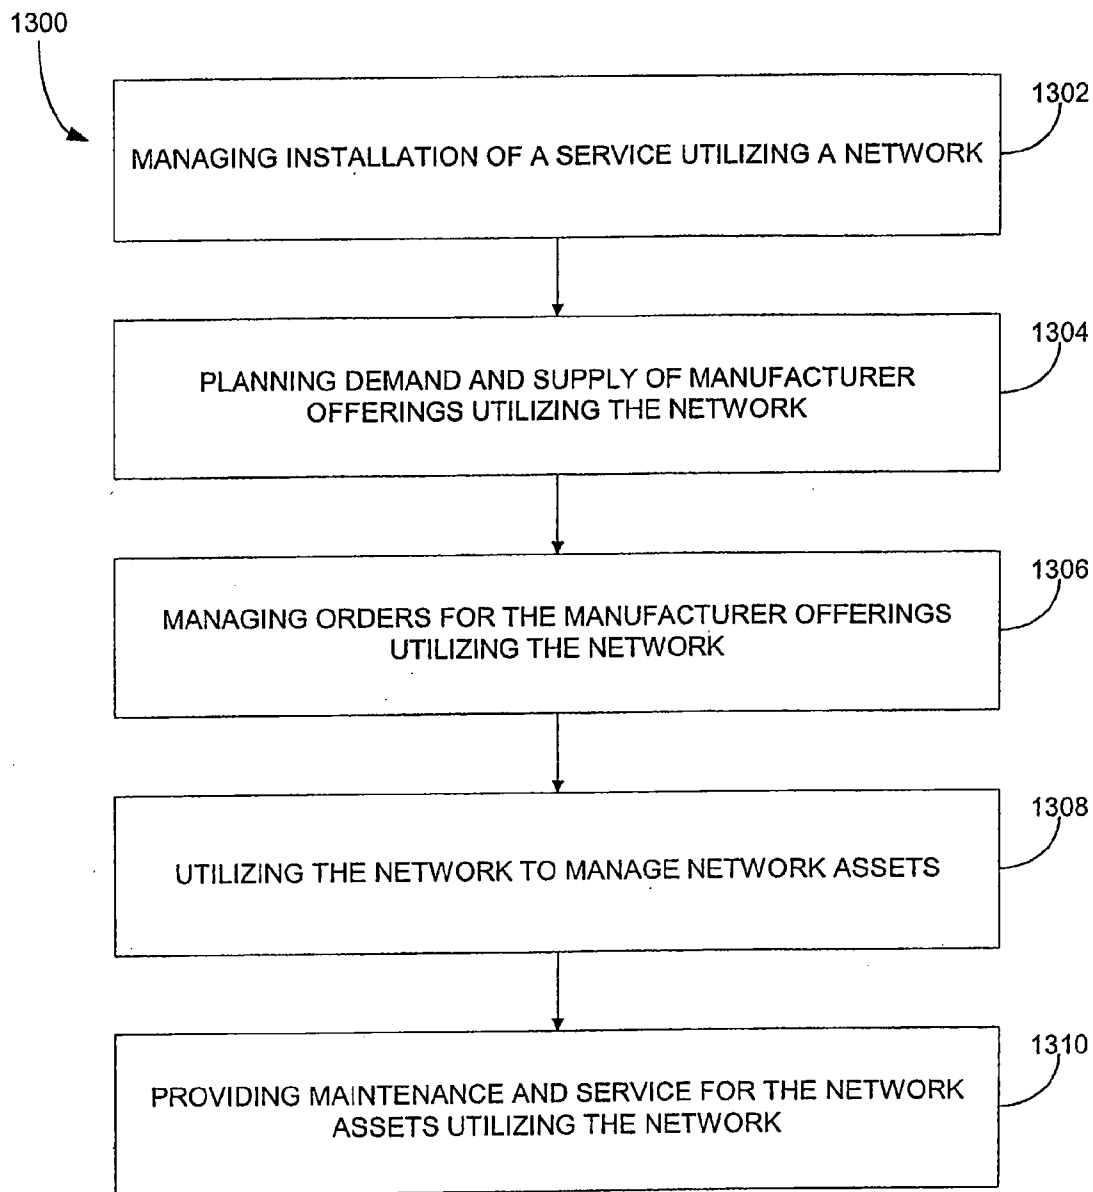 1300
1302
MANAGING INSTALLATION OF A SERVICE UTILIZING A NETWORK
1304
PLANNING DEMAND AND SUPPLY OF MANUFACTURER
OFFERINGS UTILIZING THE NETWORK
1306
MANAGING ORDERS FOR THE MANUFACTURER OFFERINGS
UTILIZING THE NETWORK
1308
UTILIZING THE NETWORK TO MANAGE NETWORK ASSETS
1310
PROVIDING MAINTENANCE AND SERVICE FOR THE NETWORK
ASSETS UTILIZING THE NETWORK